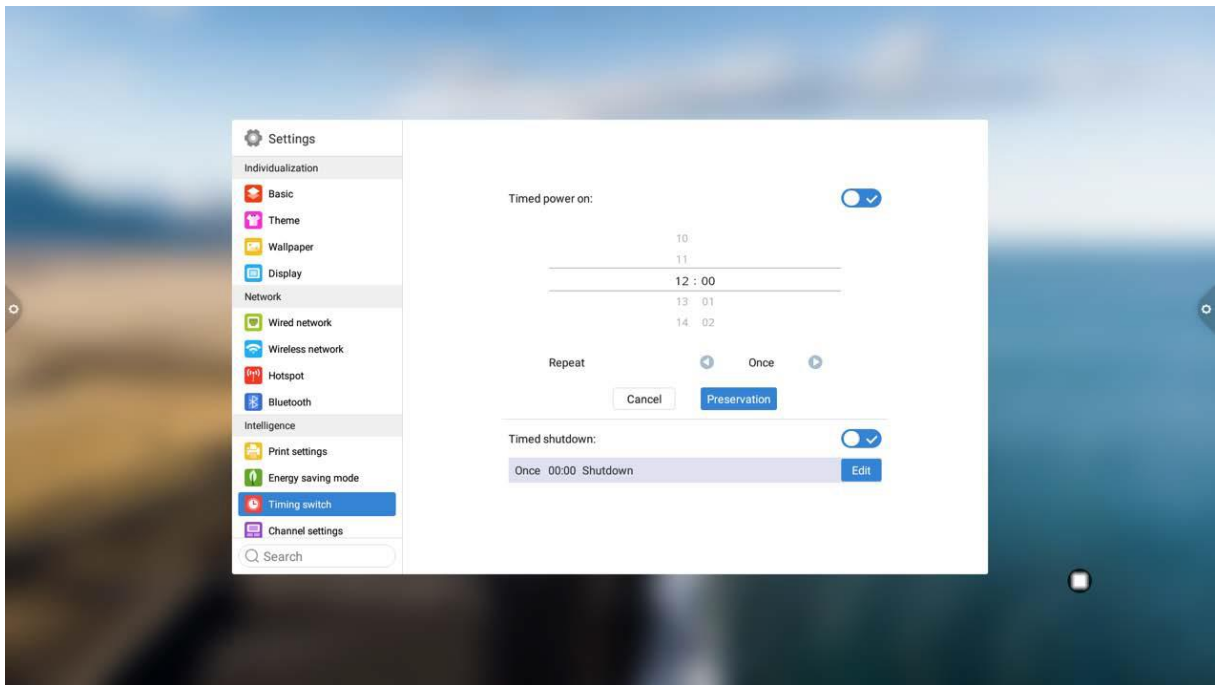 Settings
Individualization
Basic
Theme
Wallpaper
Display
Network
Wired network
Wireless network
Hotspot
Bluetooth
Intelligence
Print settings
Energy saving mode
Timing switch
Channel settings
Search
Timed power on:
10
11
12 : 00
13 01
14 02
Repeat Once
Cancel Preservation
Timed shutdown:
Once 00:00 Shutdown Edit